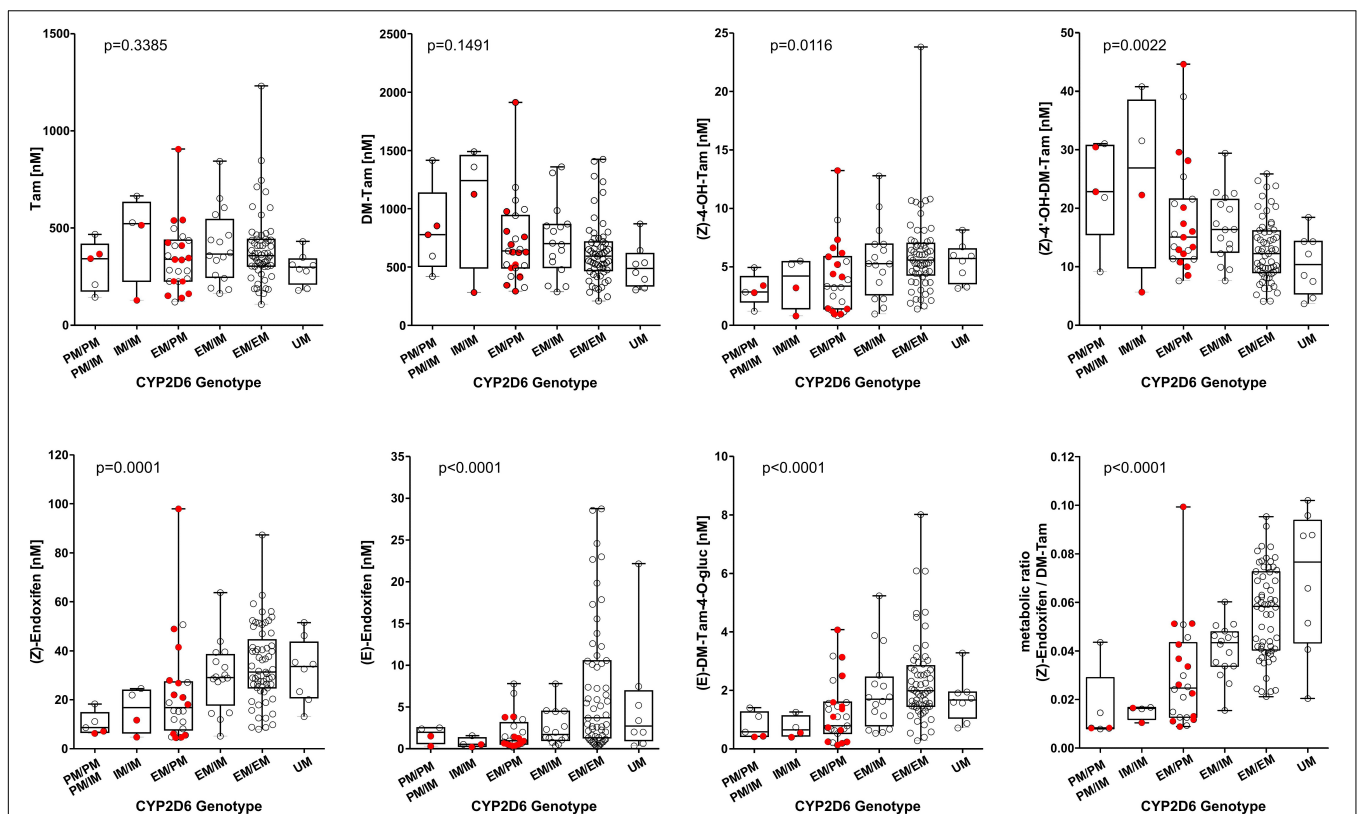 p=0.3385
Tam [nM]
1500
1000
500
0
PM/PM
PM/IM
IM/IM
EM/PM
EM/IM
EM/EM
UM
CYP2D6 Genotype
p=0.1491
DM-Tam [nM]
2500
2000
1500
1000
500
0
PM/PM
PM/IM
IM/IM
EM/PM
EM/IM
EM/EM
UM
CYP2D6 Genotype
p=0.0116
(Z)-4-OH-Tam [nM]
25
20
15
10
5
0
PM/PM
PM/IM
IM/IM
EM/PM
EM/IM
EM/EM
UM
CYP2D6 Genotype
p=0.0022
(Z)-4'-OH-DM-Tam [nM]
50
40
30
20
10
0
PM/PM
PM/IM
IM/IM
EM/PM
EM/IM
EM/EM
UM
CYP2D6 Genotype
p=0.0001
(Z)-Endoxifen [nM]
120
100
80
60
40
20
0
PM/PM
PM/IM
IM/IM
EM/PM
EM/IM
EM/EM
UM
CYP2D6 Genotype
p<0.0001
(E)-Endoxifen [nM]
35
30
25
20
15
10
5
0
PM/PM
PM/IM
IM/IM
EM/PM
EM/IM
EM/EM
UM
CYP2D6 Genotype
p<0.0001
(E)-DM-Tam-4-O-gluc [nM]
10
8
6
4
2
0
PM/PM
PM/IM
IM/IM
EM/PM
EM/IM
EM/EM
UM
CYP2D6 Genotype
p<0.0001
metabolic ratio
(Z)-Endoxifen / DM-Tam
0.12
0.10
0.08
0.06
0.04
0.02
0.00
PM/PM
PM/IM
IM/IM
EM/PM
EM/IM
EM/EM
UM
CYP2D6 Genotype